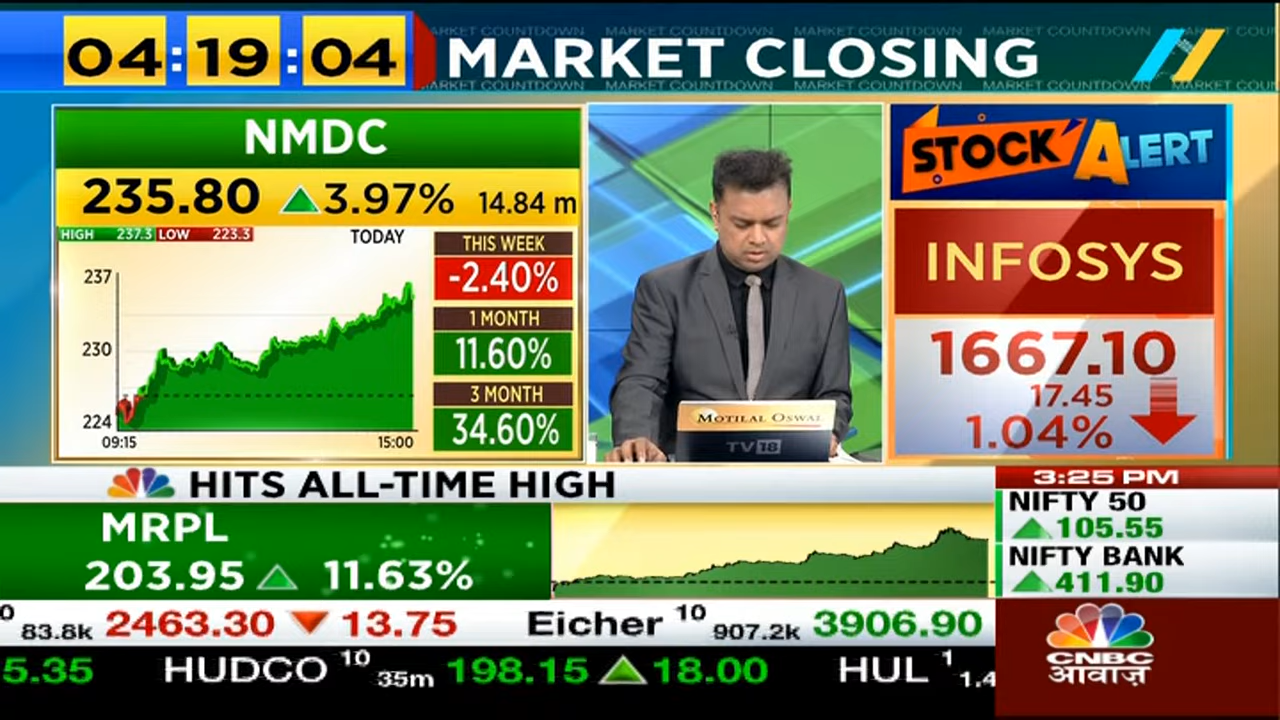 04:19:04
MARKET CLOSING
NMDC
235.80 ▲3.97% 14.84 m
HIGH 237.3 LOW 223.3
TODAY
237
230
224
09:15 15:00
THIS WEEK
-2.40%
1 MONTH
11.60%
3 MONTH
34.60%
MOTILAL OSWAL
TV18
STOCK ALERT
INFOSYS
1667.10
17.45
1.04%
HITS ALL-TIME HIGH
MRPL
203.95 ▲ 11.63%
3:25 PM
NIFTY 50
▲105.55
NIFTY BANK
▲411.90
0 83.8k 2463.30 ▼ 13.75 Eicher 10 907.2k 3906.90
5.35 HUDCO 10 35m 198.15 ▲ 18.00 HUL 1 1.4
CNBC
आवाज़